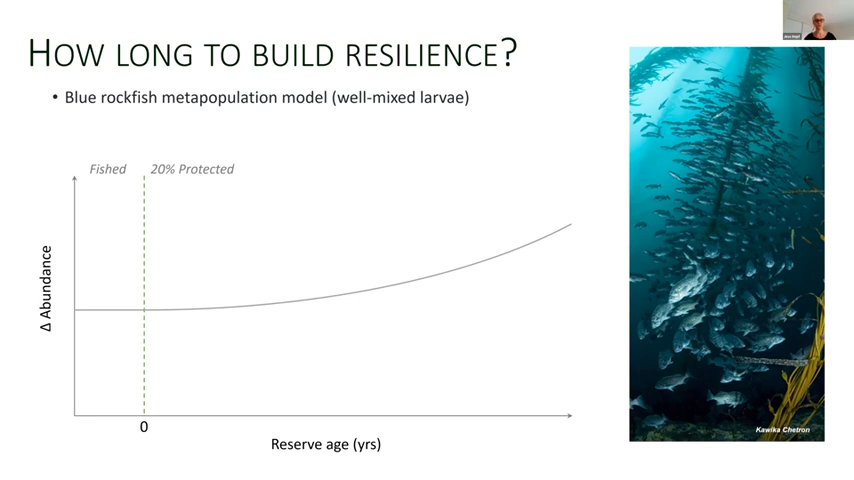 HOW LONG TO BUILD RESILIENCE?
• Blue rockfish metapopulation model (well-mixed larvae)
Fished
20% Protected
Δ Abundance
0
Reserve age (yrs)
Kawika Chetron